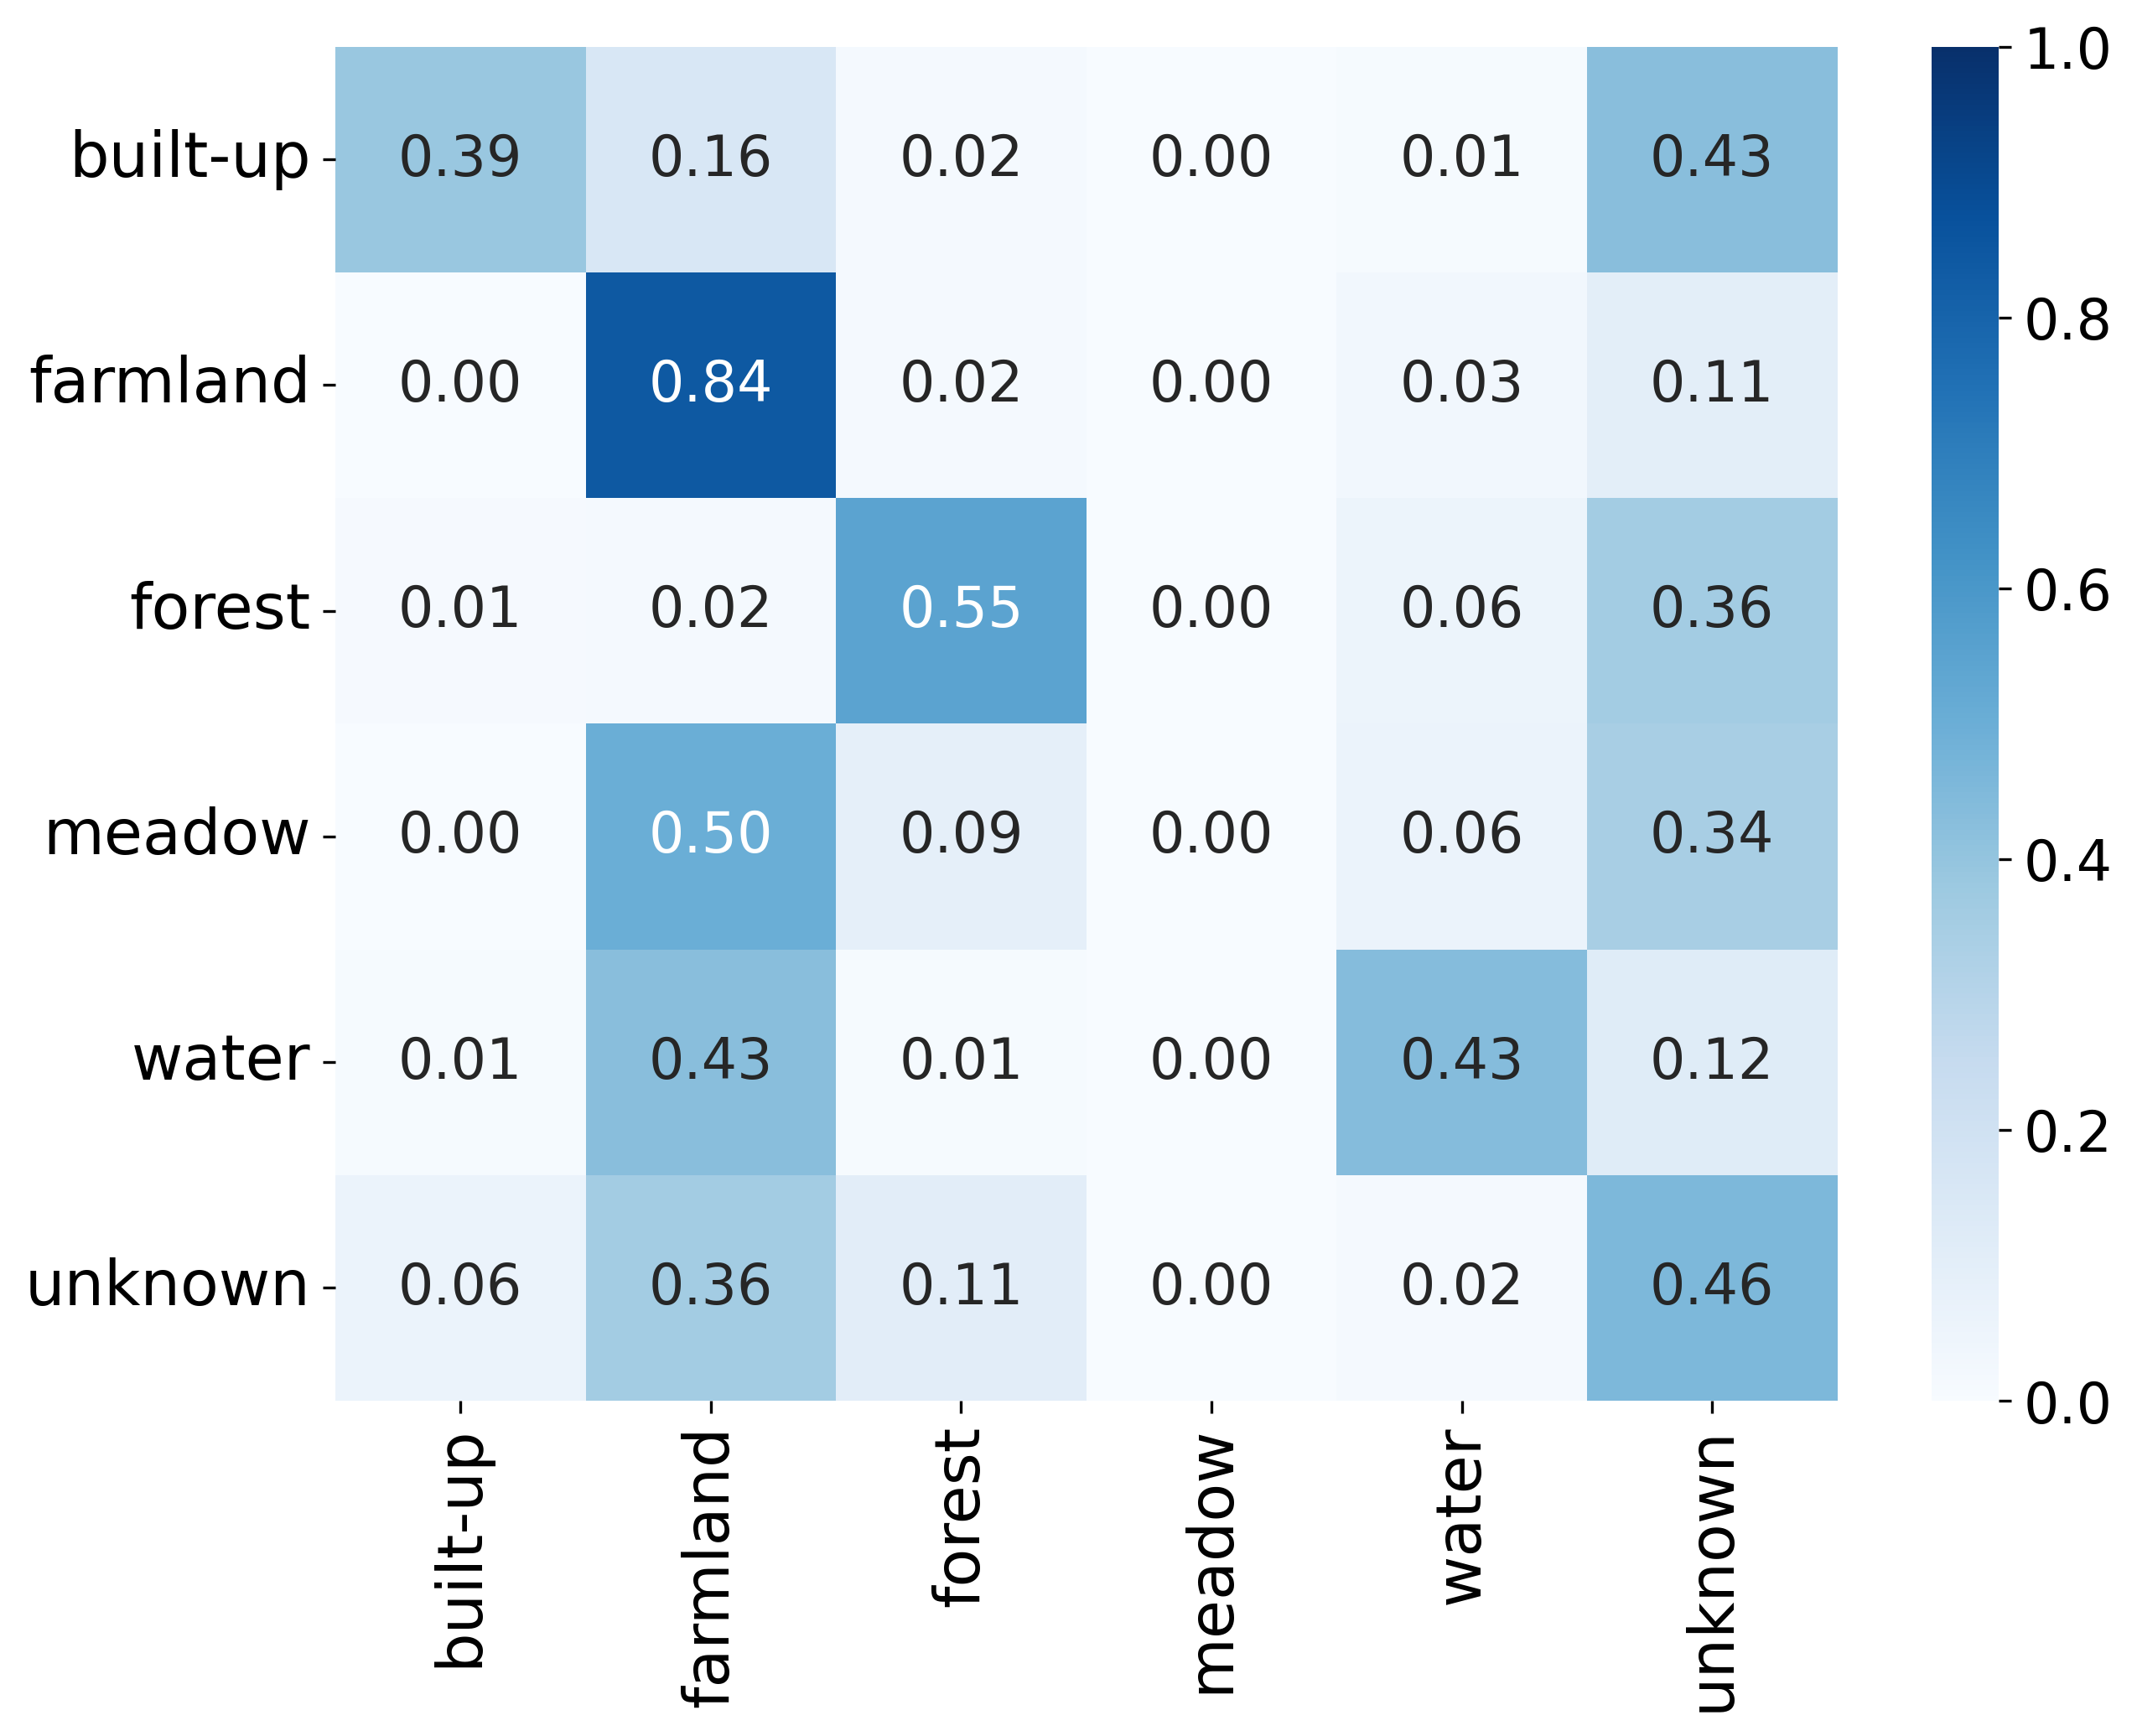 built-up 0.39 0.16 0.02 0.00 0.01 0.43
farmland 0.00 0.84 0.02 0.00 0.03 0.11
forest 0.01 0.02 0.55 0.00 0.06 0.36
meadow 0.00 0.50 0.09 0.00 0.06 0.34
water 0.01 0.43 0.01 0.00 0.43 0.12
unknown 0.06 0.36 0.11 0.00 0.02 0.46
built-up
farmland
forest
meadow
water
unknown
1.0
0.8
0.6
0.4
0.2
0.0